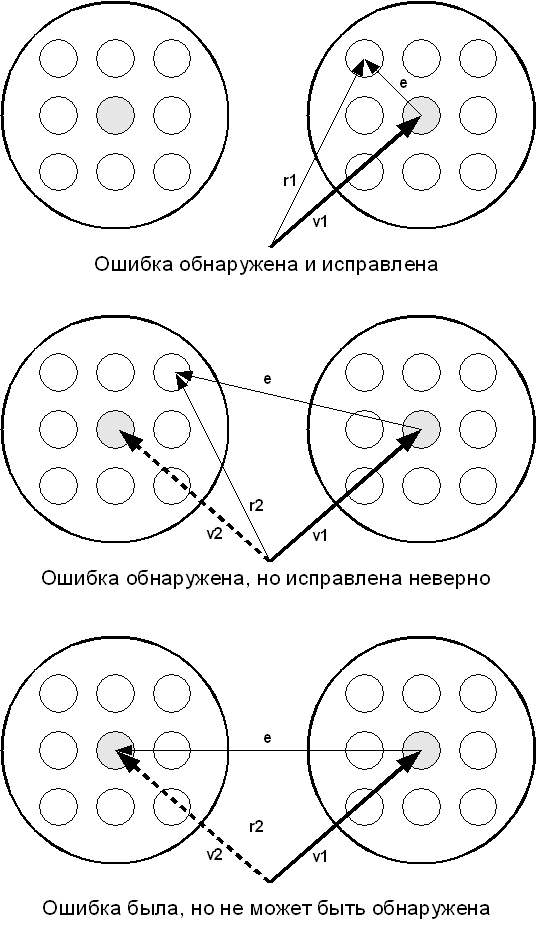 e
r1
v1
Ошибка обнаружена и исправлена
e
r2
v2
v1
Ошибка обнаружена, но исправлена неверно
e
r2
v2
v1
Ошибка была, но не может быть обнаружена